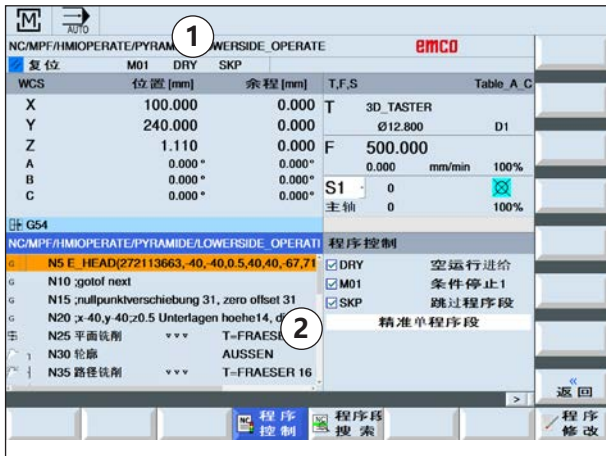 M AUTO
1
NC/MPF/HMIOPERATE/PYRAM WERSIDE_OPERATE
emco
复位 M01 DRY SKP
WCS 位置 [mm] 余程 [mm] T,F,S Table_A_C
X 100.000 0.000 T 3D_TASTER
Y 240.000 0.000 Ø12.800 D1
Z 1.110 0.000 F 500.000
A 0.000 ° 0.000° 0.000 mm/min 100%
B 0.000 ° 0.000°
C 0.000 ° 0.000° S1 0
主轴 0 100%
G54
NC/MPF/HMIOPERATE/PYRAMIDE/LOWERSIDE_OPERATI 程序控制
G N5 E_HEAD(272113663,-40,-40,0.5,40,40,-67,71 DRY 空运行进给
G N10 ;gotof next M01 条件停止1
G N15 ;nullpunktverschiebung 31, zero offset 31 SKP 跳过程序段
G N20 ;x-40,y-40;z0.5 Unterlagen hoehe14, di 精准单程序段
2
N25 平面铣削 ▿▿▿ T=FRAES
N30 轮廓 AUSSEN
N35 路径铣削 ▿▿▿ T=FRAESER 16
>
« 返回
NC 程序控制
NC 程序段搜索
程序修改